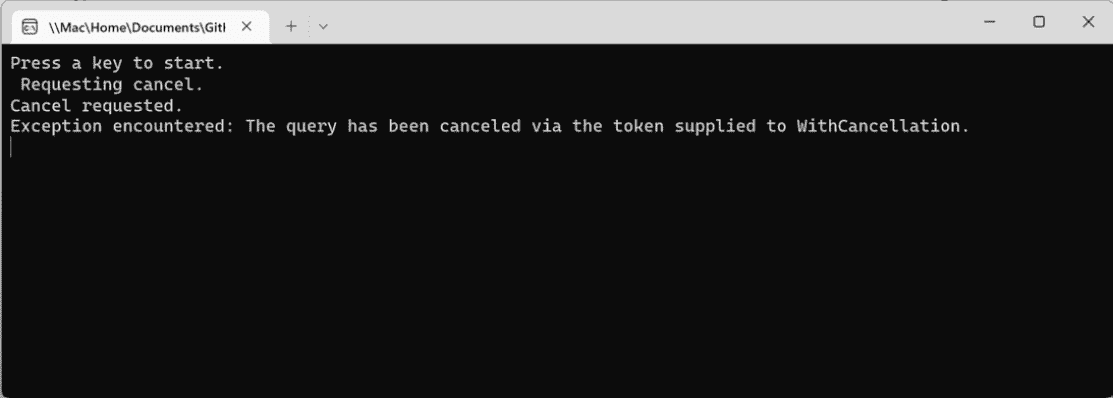 \\Mac\Home\Documents\Gitl
Press a key to start.
 Requesting cancel.
Cancel requested.
Exception encountered: The query has been canceled via the token supplied to WithCancellation.